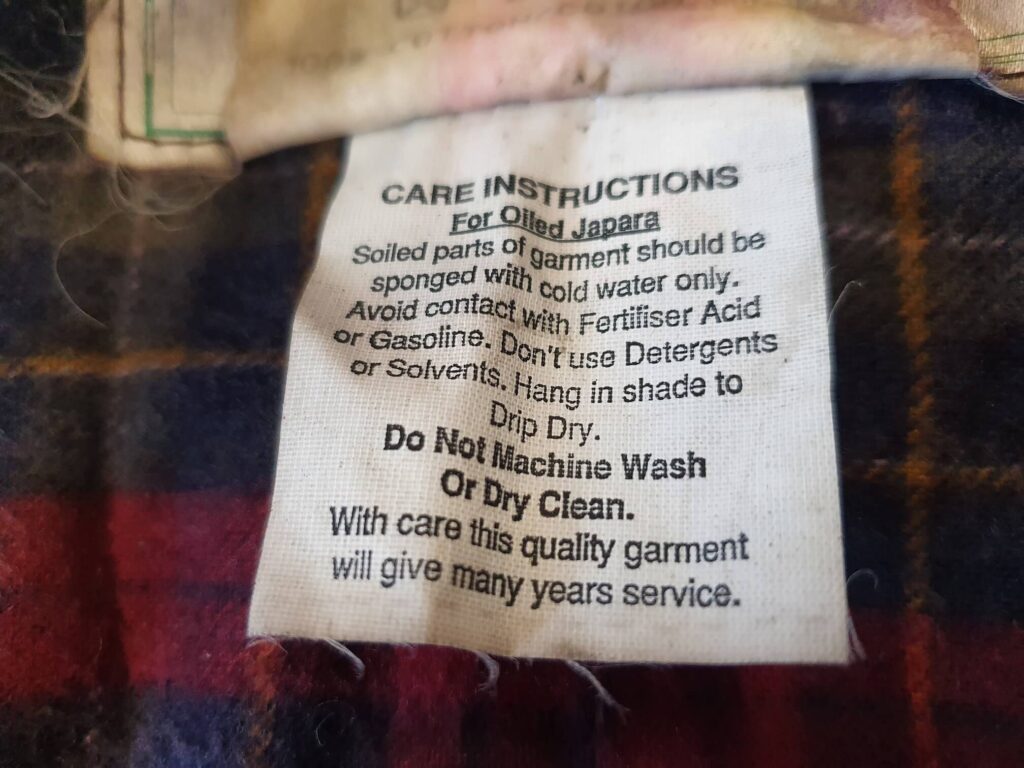 CARE INSTRUCTIONS
For Oiled Japara
Soiled parts of garment should be
sponged with cold water only.
Avoid contact with Fertiliser Acid
or Gasoline. Don't use Detergents
or Solvents. Hang in shade to
Drip Dry.
Do Not Machine Wash
Or Dry Clean.
With care this quality garment
will give many years service.